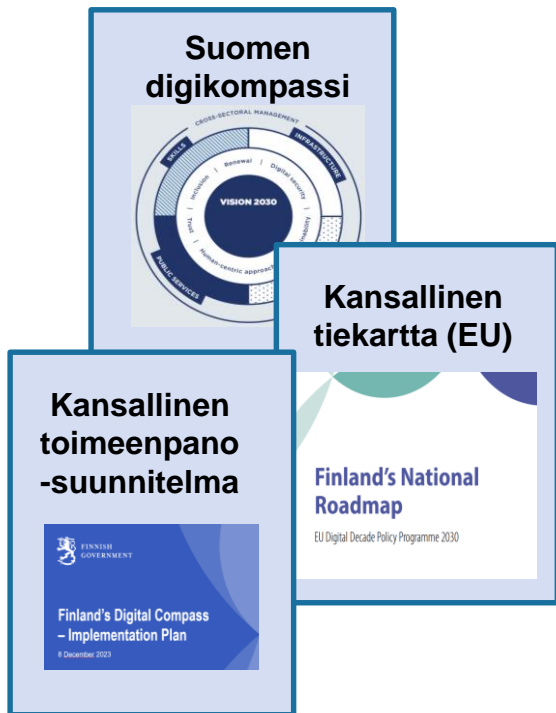 Suomen
digikompassi
CROSS-SECTORAL MANAGEMENT
SKILLS
INFRASTRUCTURE
Renewal
Inclusion
Digital security
VISION 2030
Trust
Human-centric approach
PUBLIC SERVICES
Kansallinen
tiekartta (EU)
Finland's National
Roadmap
EU Digital Decade Policy Programme 2030
Kansallinen
toimeenpano
-suunnitelma
FINNISH
GOVERNMENT
Finland's Digital Compass
– Implementation Plan
8 December 2023